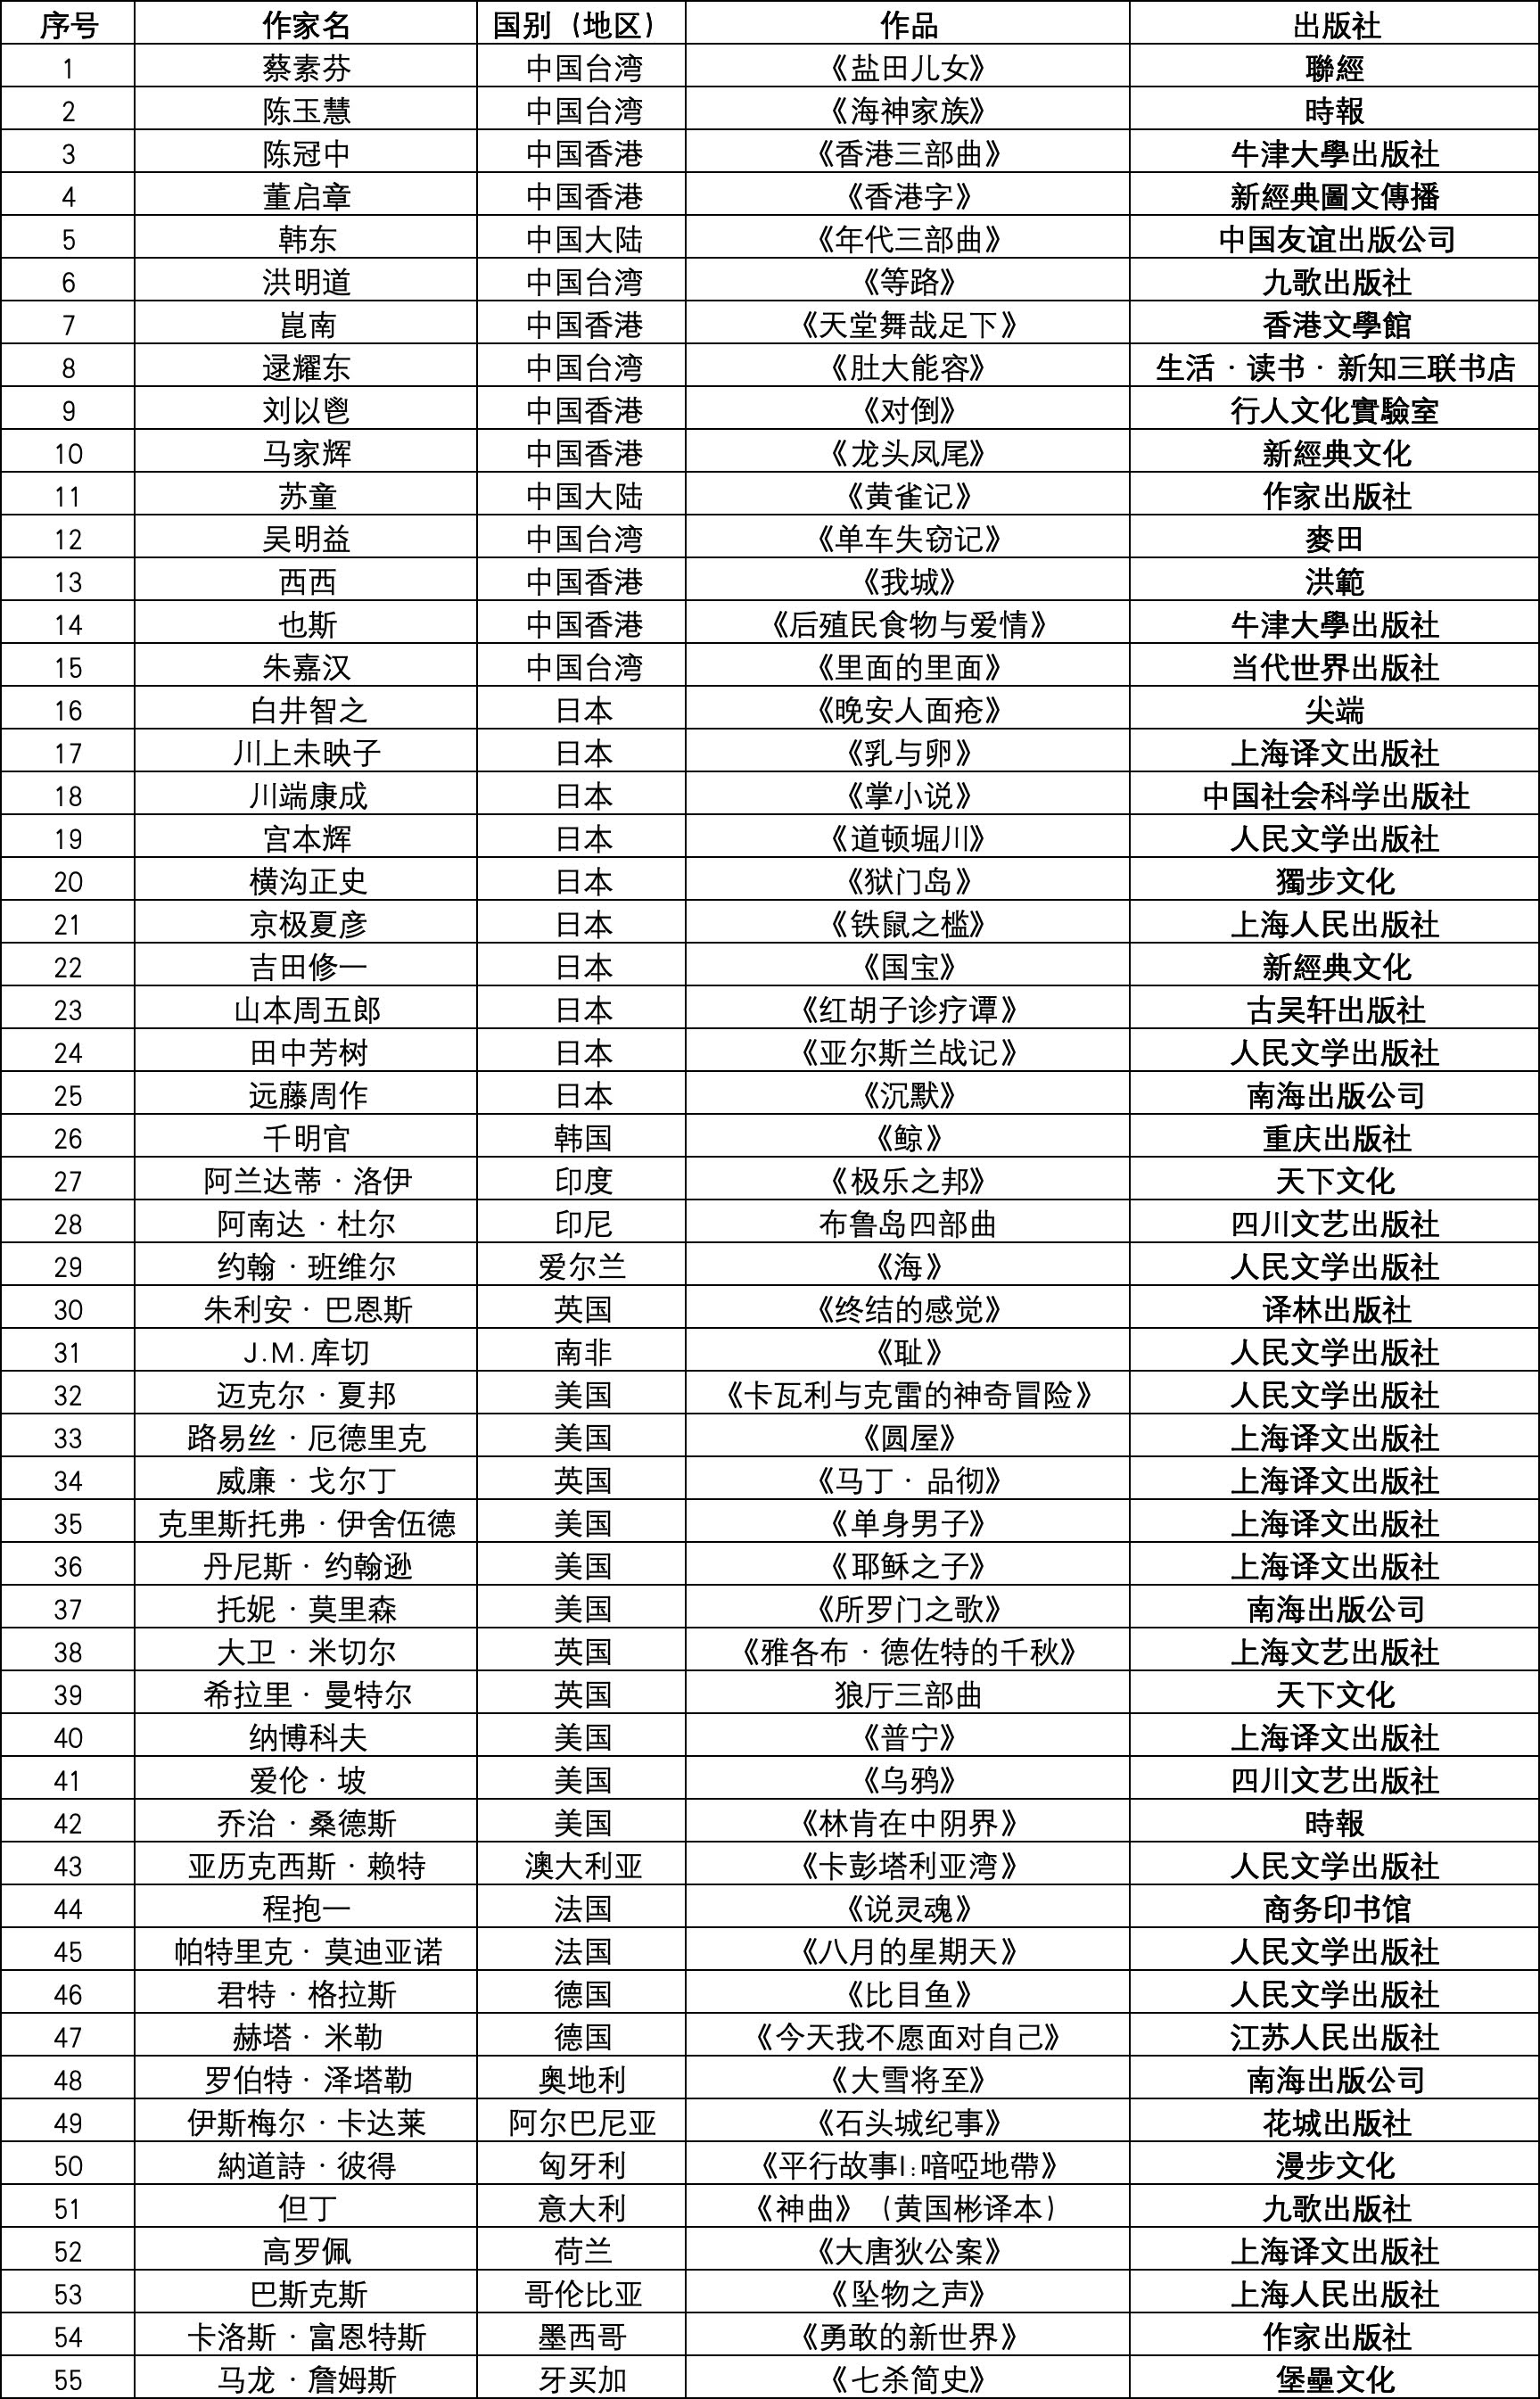 序号 作家名 国别（地区） 作品 出版社
1 蔡素芬 中国台湾 《盐田儿女》 聯經
2 陈玉慧 中国台湾 《海神家族》 時報
3 陈冠中 中国香港 《香港三部曲》 牛津大學出版社
4 董启章 中国香港 《香港字》 新經典圖文傳播
5 韩东 中国大陆 《年代三部曲》 中国友谊出版公司
6 洪明道 中国台湾 《等路》 九歌出版社
7 崑南 中国香港 《天堂舞哉足下》 香港文學館
8 逯耀东 中国台湾 《肚大能容》 生活·读书·新知三联书店
9 刘以鬯 中国香港 《对倒》 行人文化實驗室
10 马家辉 中国香港 《龙头凤尾》 新經典文化
11 苏童 中国大陆 《黄雀记》 作家出版社
12 吴明益 中国台湾 《单车失窃记》 麥田
13 西西 中国香港 《我城》 洪範
14 也斯 中国香港 《后殖民食物与爱情》 牛津大學出版社
15 朱嘉汉 中国台湾 《里面的里面》 当代世界出版社
16 白井智之 日本 《晚安人面疮》 尖端
17 川上未映子 日本 《乳与卵》 上海译文出版社
18 川端康成 日本 《掌小说》 中国社会科学出版社
19 宫本辉 日本 《道顿堀川》 人民文学出版社
20 横沟正史 日本 《狱门岛》 獨步文化
21 京极夏彦 日本 《铁鼠之槛》 上海人民出版社
22 吉田修一 日本 《国宝》 新經典文化
23 山本周五郎 日本 《红胡子诊疗谭》 古吴轩出版社
24 田中芳树 日本 《亚尔斯兰战记》 人民文学出版社
25 远藤周作 日本 《沉默》 南海出版公司
26 千明官 韩国 《鲸》 重庆出版社
27 阿兰达蒂·洛伊 印度 《极乐之邦》 天下文化
28 阿南达·杜尔 印尼 布鲁岛四部曲 四川文艺出版社
29 约翰·班维尔 爱尔兰 《海》 人民文学出版社
30 朱利安·巴恩斯 英国 《终结的感觉》 译林出版社
31 J.M.库切 南非 《耻》 人民文学出版社
32 迈克尔·夏邦 美国 《卡瓦利与克雷的神奇冒险》 人民文学出版社
33 路易丝·厄德里克 美国 《圆屋》 上海译文出版社
34 威廉·戈尔丁 英国 《马丁·品彻》 上海译文出版社
35 克里斯托弗·伊舍伍德 美国 《单身男子》 上海译文出版社
36 丹尼斯·约翰逊 美国 《耶稣之子》 上海译文出版社
37 托妮·莫里森 美国 《所罗门之歌》 南海出版公司
38 大卫·米切尔 英国 《雅各布·德佐特的千秋》 上海文艺出版社
39 希拉里·曼特尔 英国 狼厅三部曲 天下文化
40 纳博科夫 美国 《普宁》 上海译文出版社
41 爱伦·坡 美国 《乌鸦》 四川文艺出版社
42 乔治·桑德斯 美国 《林肯在中阴界》 時報
43 亚历克西斯·赖特 澳大利亚 《卡彭塔利亚湾》 人民文学出版社
44 程抱一 法国 《说灵魂》 商务印书馆
45 帕特里克·莫迪亚诺 法国 《八月的星期天》 人民文学出版社
46 君特·格拉斯 德国 《比目鱼》 人民文学出版社
47 赫塔·米勒 德国 《今天我不愿面对自己》 江苏人民出版社
48 罗伯特·泽塔勒 奥地利 《大雪将至》 南海出版公司
49 伊斯梅尔·卡达莱 阿尔巴尼亚 《石头城纪事》 花城出版社
50 納道詩·彼得 匈牙利 《平行故事I:喑啞地帶》 漫步文化
51 但丁 意大利 《神曲》（黄国彬译本） 九歌出版社
52 高罗佩 荷兰 《大唐狄公案》 上海译文出版社
53 巴斯克斯 哥伦比亚 《坠物之声》 上海人民出版社
54 卡洛斯·富恩特斯 墨西哥 《勇敢的新世界》 作家出版社
55 马龙·詹姆斯 牙买加 《七杀简史》 堡壘文化